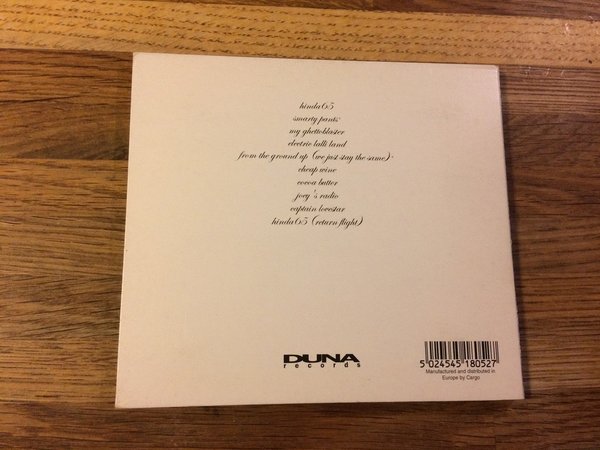 hinda65
smarty pants
my ghettoblaster
electric lalli land
from the ground up (we just stay the same)
cheap wine
cocoa butter
joey's radio
captain lovestar
hinda65 (return flight)
DUNA
records
5 024545 180527
Manufactured and distributed in
Europe by Cargo